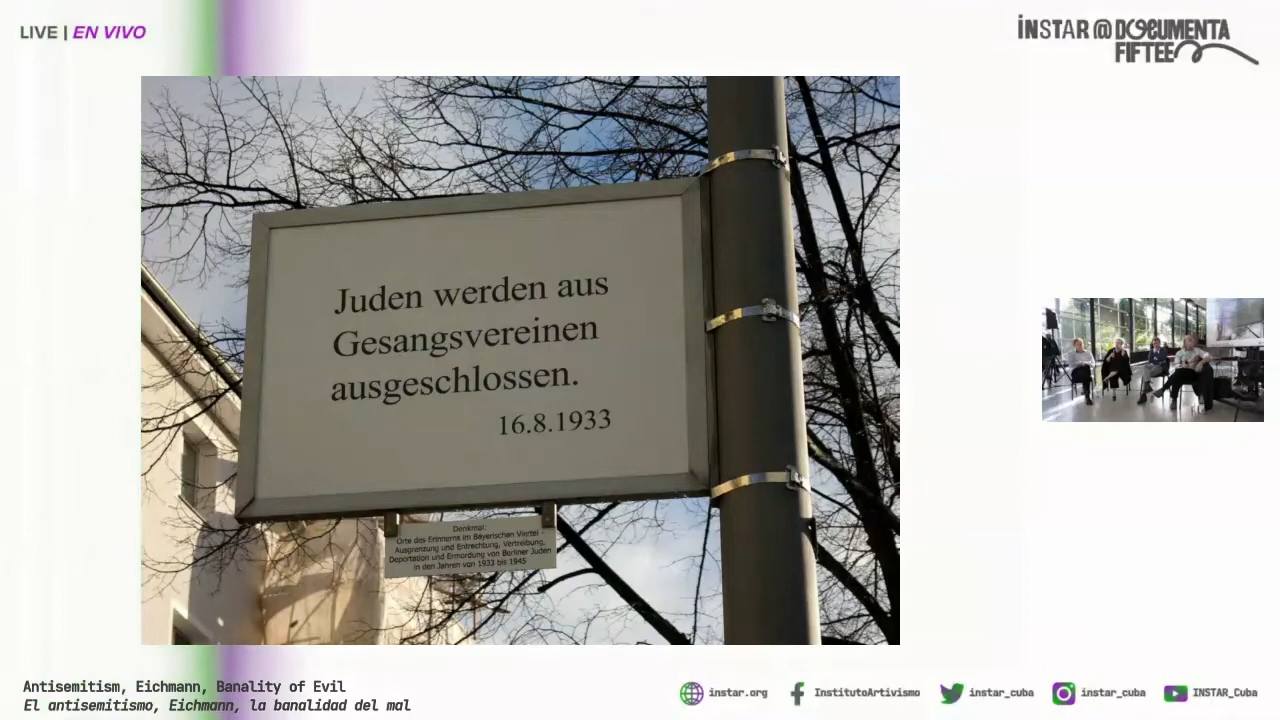 LIVE | EN VIVO
INSTAR @ DOCUMENTA
FIFTEEN
Juden werden aus
Gesangsvereinen
ausgeschlossen.
16.8.1933
Denkmal:
Orte des Erinnerns im Bayerischen Viertel -
Ausgrenzung und Entrechtung, Vertreibung,
Deportation und Ermordung von Berliner Juden
in den Jahren von 1933 bis 1945
Antisemitism, Eichmann, Banality of Evil
El antisemitismo, Eichmann, la banalidad del mal
instar.org
InstitutoArtivismo
instar_cuba
instar_cuba
INSTAR_Cuba